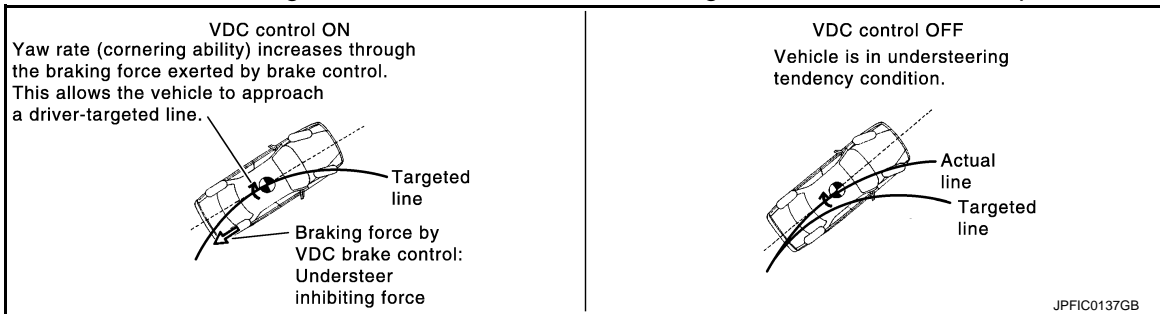 VDC control ON
Yaw rate (cornering ability) increases through
the braking force exerted by brake control.
This allows the vehicle to approach
a driver-targeted line.
Targeted
line
Braking force by
VDC brake control:
Understeer
inhibiting force
VDC control OFF
Vehicle is in understeering
tendency condition.
Actual
line
Targeted
line
JPFIC0137GB